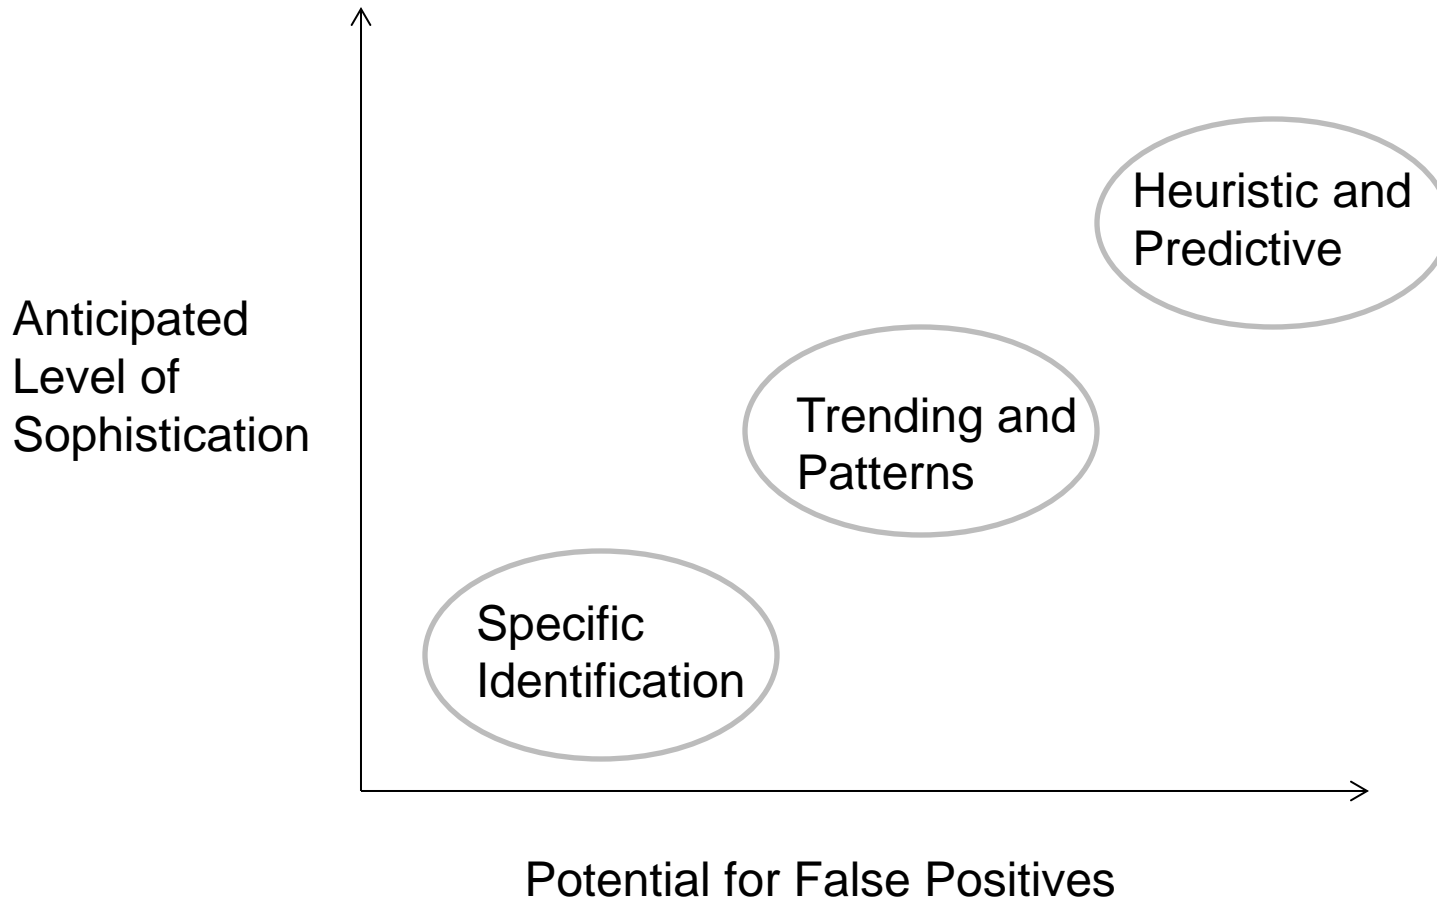 Heuristic and
Predictive
Anticipated
Level of
Sophistication
Trending and
Patterns
Specific
Identification
Potential for False Positives